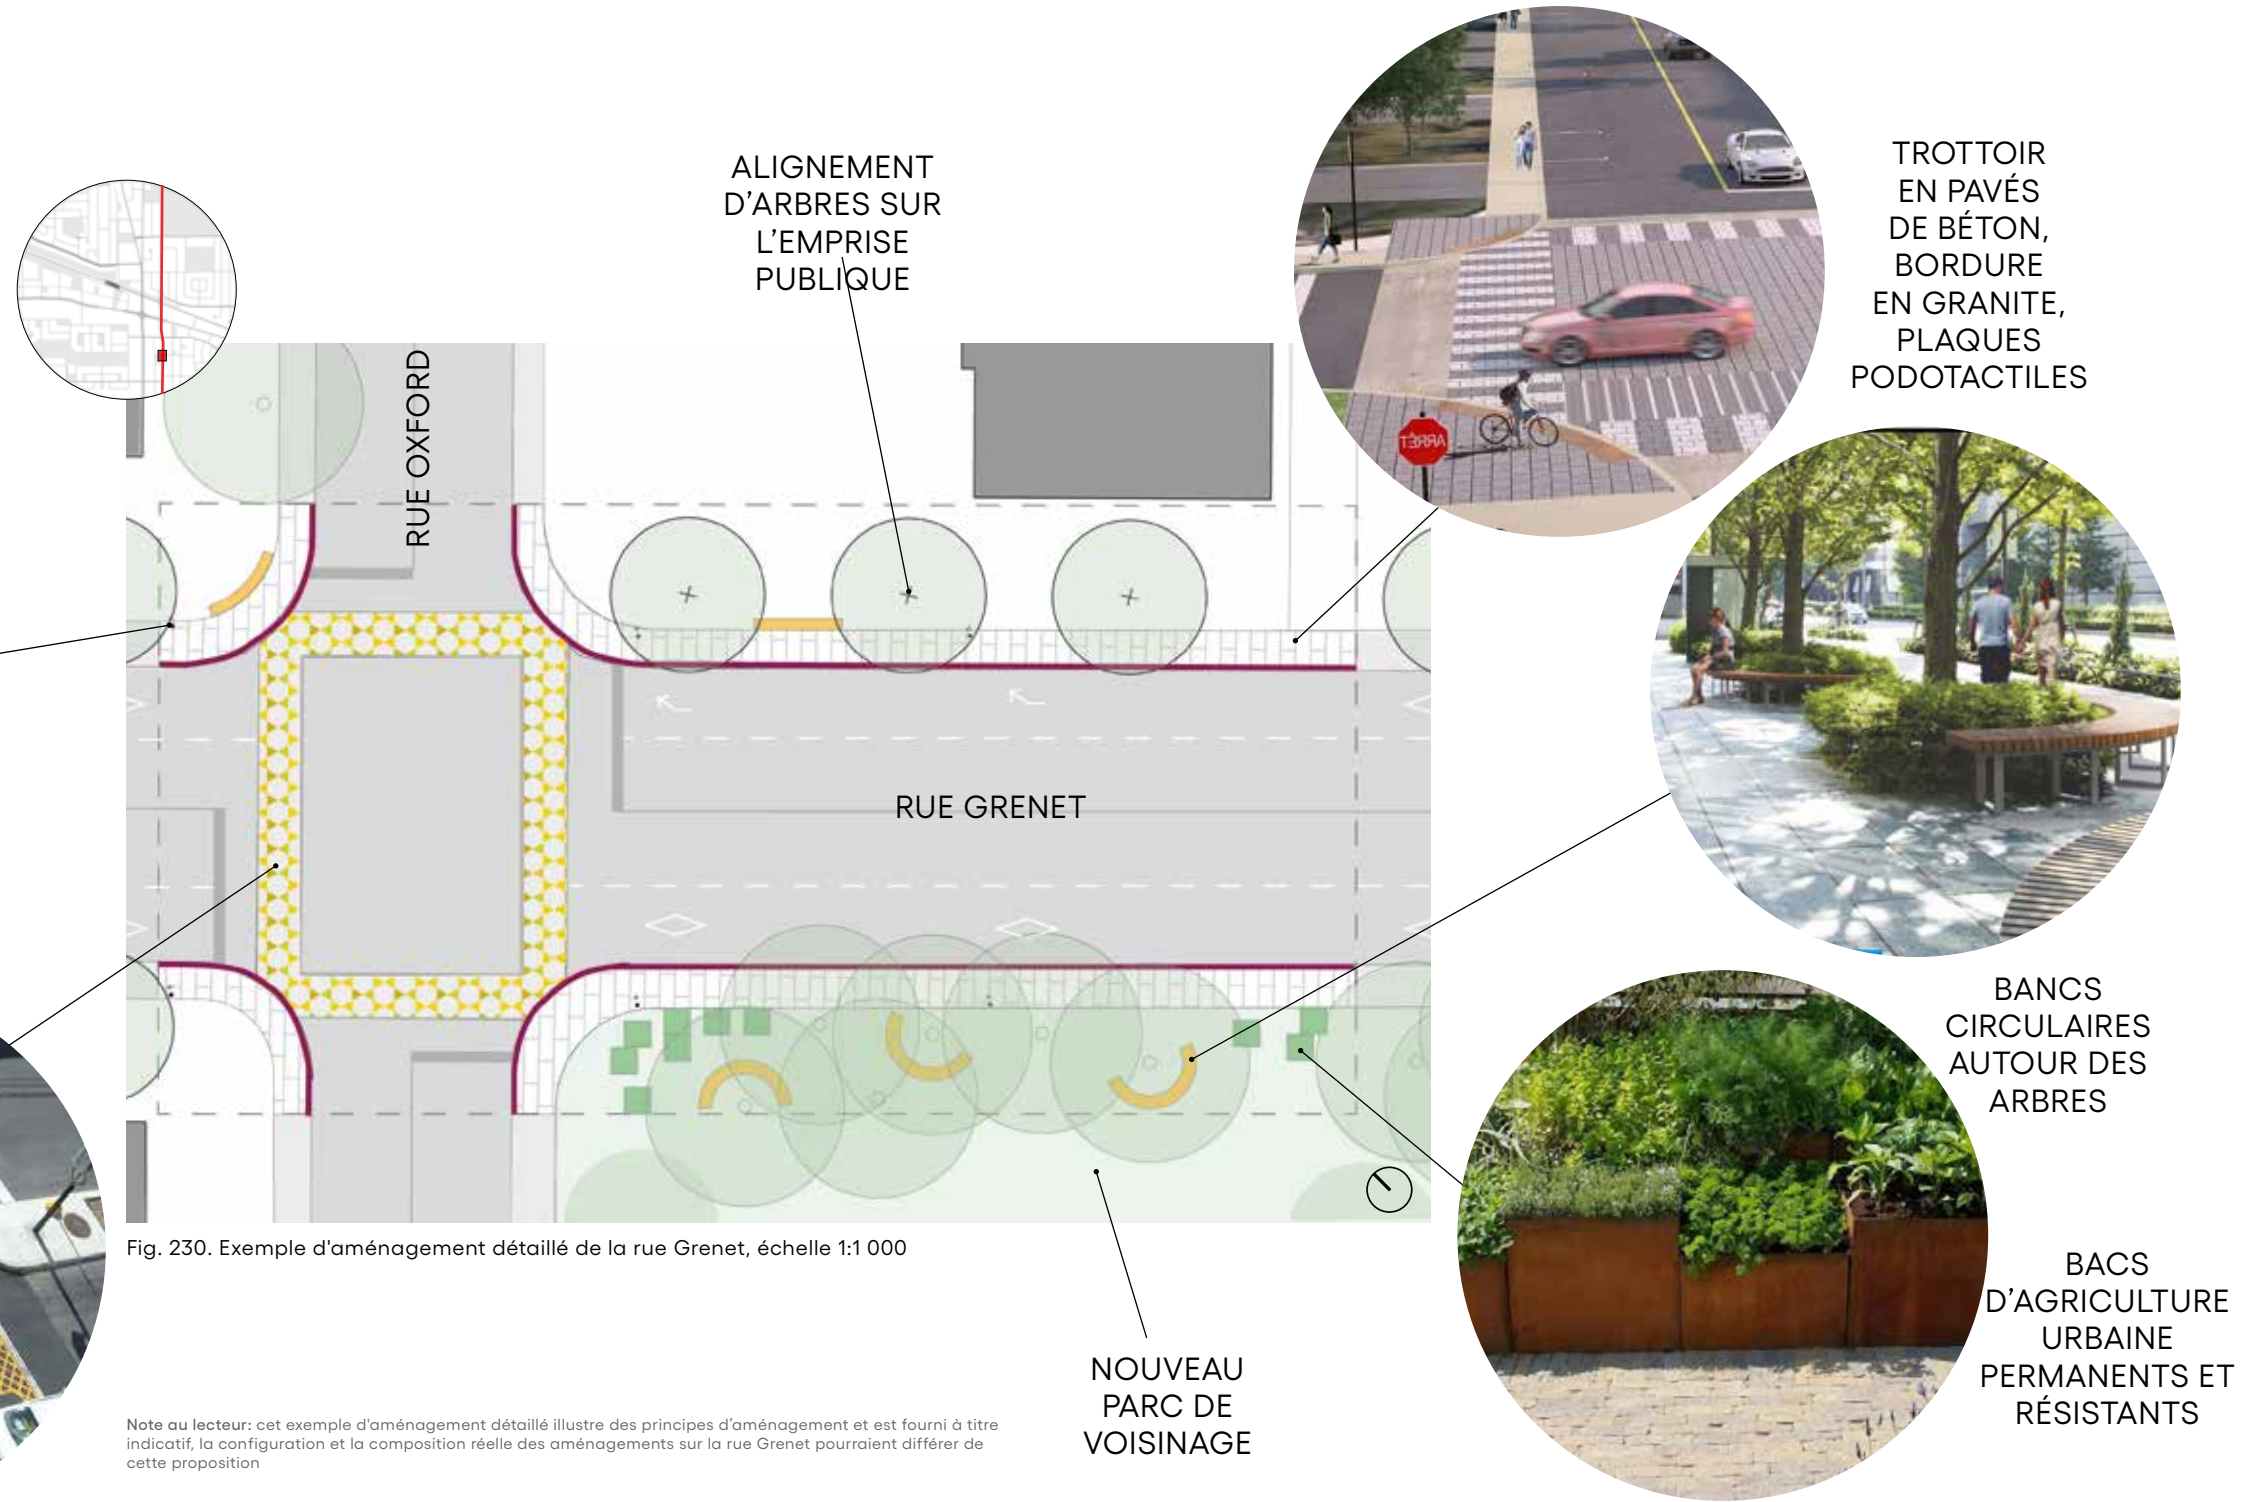 ALIGNEMENT
D'ARBRES SUR
L'EMPRISE
PUBLIQUE
TROTTOIR
EN PAVÉS
DE BÉTON,
BORDURE
EN GRANITE,
PLAQUES
PODOTACTILES
ARRÊT
RUE OXFORD
RUE GRENET
BANCS
CIRCULAIRES
AUTOUR DES
ARBRES
BACS
D'AGRICULTURE
URBAINE
PERMANENTS ET
RÉSISTANTS
Fig. 230. Exemple d'aménagement détaillé de la rue Grenet, échelle 1:1 000
NOUVEAU
PARC DE
VOISINAGE
Note au lecteur: cet exemple d'aménagement détaillé illustre des principes d'aménagement et est fourni à titre
indicatif, la configuration et la composition réelle des aménagements sur la rue Grenet pourraient différer de
cette proposition